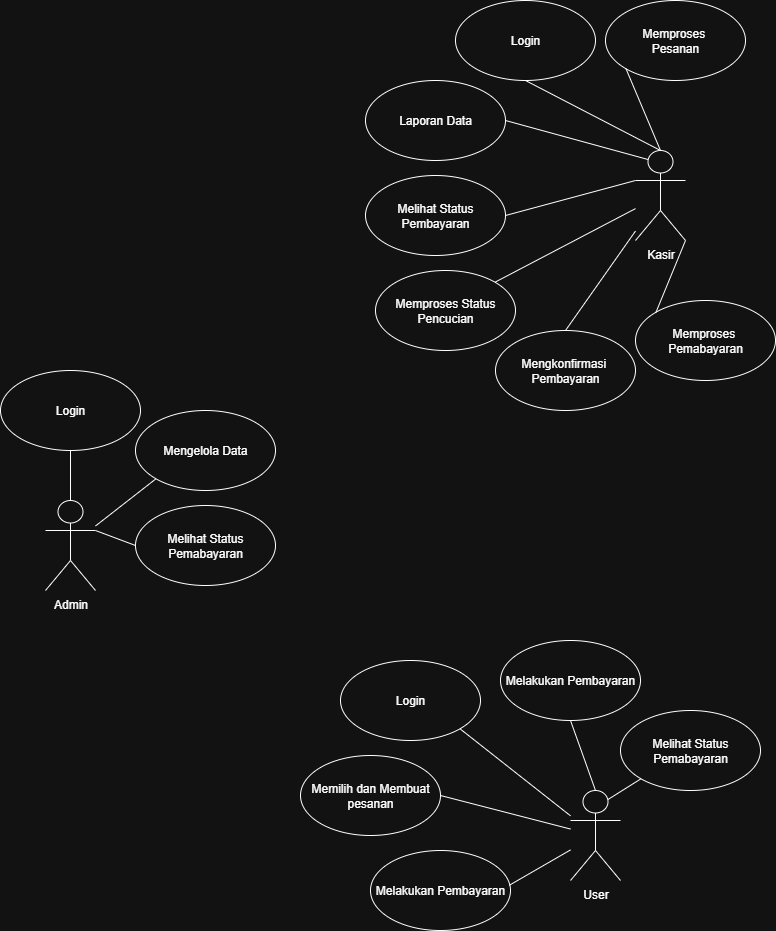 Login
Memproses
Pesanan
Laporan Data
Melihat Status
Pembayaran
Kasir
Memproses Status
Pencucian
Memproses
Pemabayaran
Mengkonfirmasi
Pembayaran
Login
Mengelola Data
Melihat Status
Pemabayaran
Admin
Melakukan Pembayaran
Login
Melihat Status
Pemabayaran
Memilih dan Membuat
pesanan
Melakukan Pembayaran
User